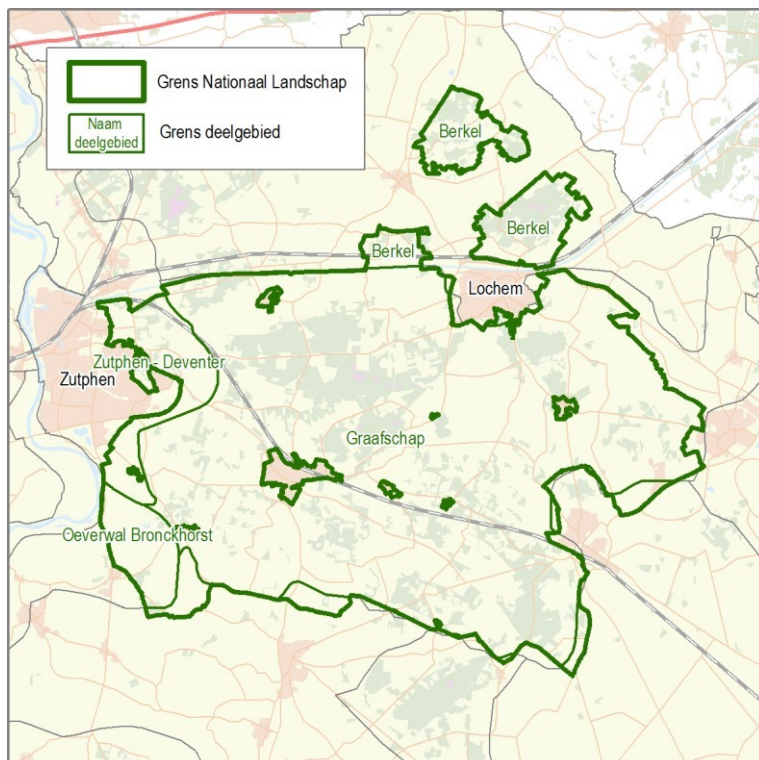 Grens Nationaal Landschap
Naam
deelgebied
Grens deelgebied
Berkel
Berkel
Berkel
Lochem
Zutphen - Deventer
Zutphen
Graafschap
Oeverwal Bronckhorst